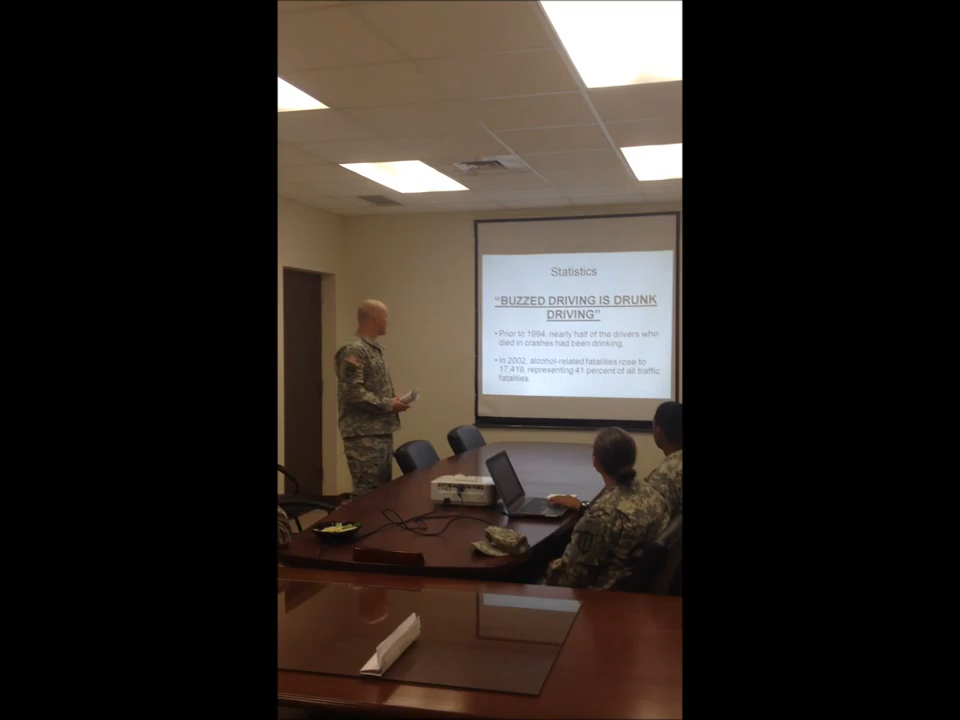 Statistics
“BUZZED DRIVING IS DRUNK
DRIVING”
• Prior to 1994, nearly half of the drivers who
died in crashes had been drinking.
• In 2002, alcohol-related fatalities rose to
17,419, representing 41 percent of all traffic
fatalities.